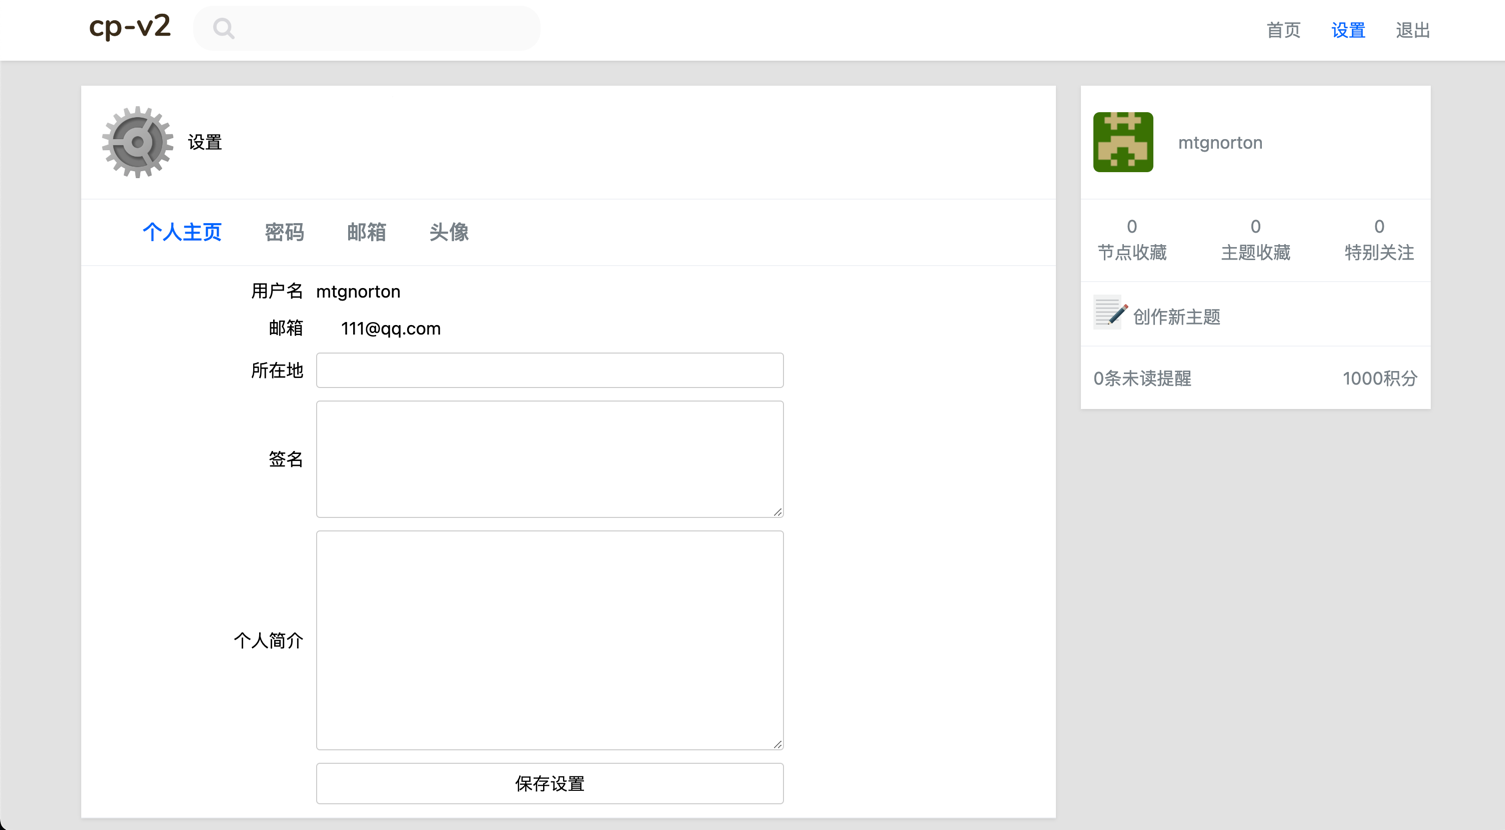 cp-v2
首页 设置 退出
设置
个人主页 密码 邮箱 头像
用户名 mtgnorton
邮箱 111@qq.com
所在地
签名
个人简介
保存设置
mtgnorton
0 0 0
节点收藏 主题收藏 特别关注
创作新主题
0条未读提醒 1000积分